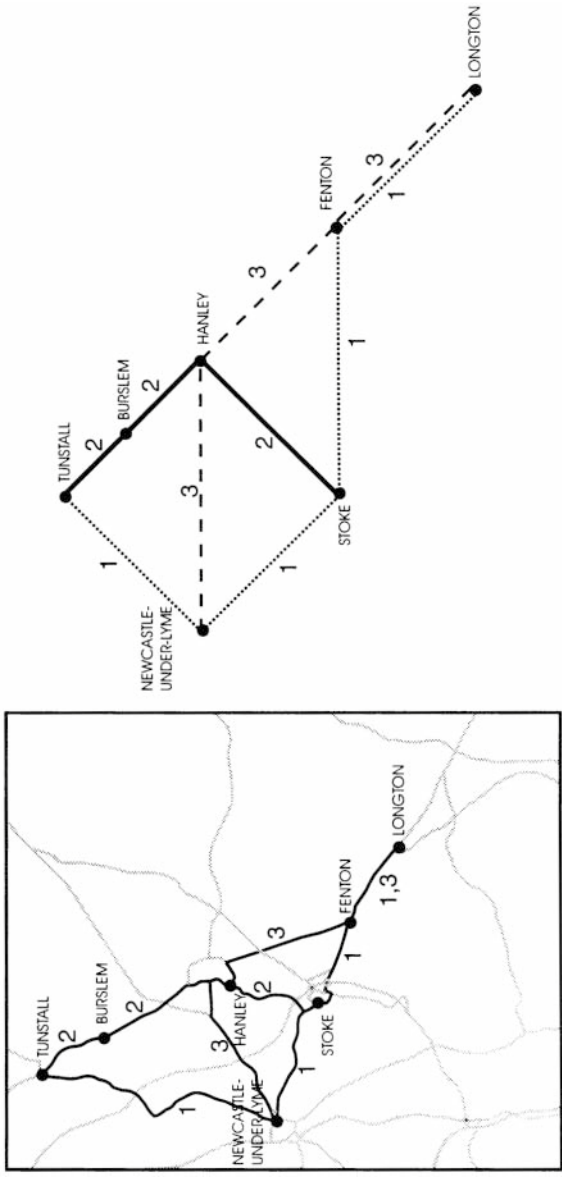 TUNSTALL
2
BURSLEM
2
1
HANLEY
3
3
2
NEWCASTLE-
UNDER-LYME
1
STOKE
1
FENTON
1,3
LONGTON
TUNSTALL
2
BURSLEM
2
1
HANLEY
NEWCASTLE-
UNDER-LYME
3
3
1
2
STOKE
1
FENTON
3
1
LONGTON